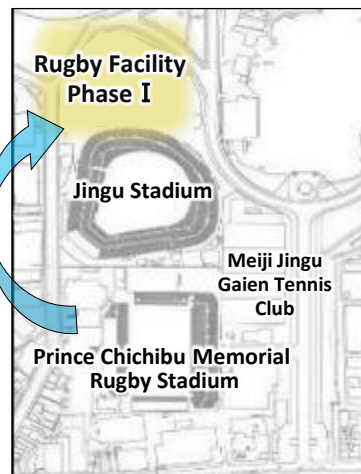 Rugby Facility
Phase Ⅰ
Jingu Stadium
Meiji Jingu
Gaien Tennis
Club
Prince Chichibu Memorial
Rugby Stadium